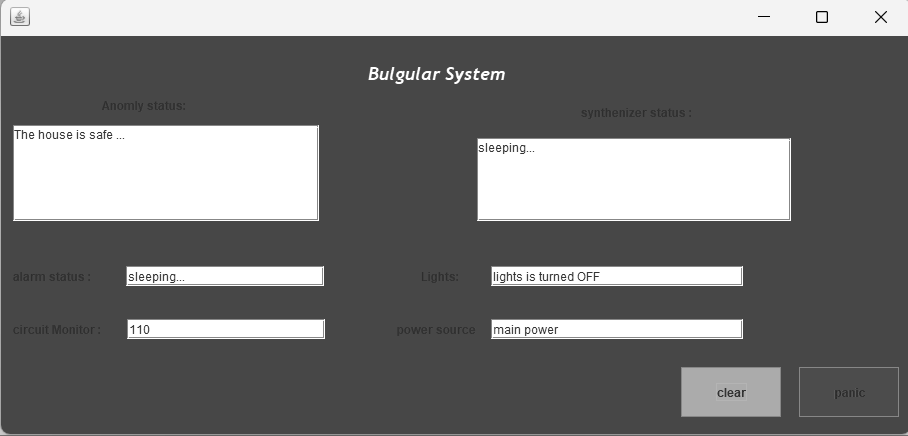 Bulgular System
Anomly status:
synthenizer status :
The house is safe ...
sleeping...
alarm status :
sleeping...
Lights:
lights is turned OFF
circuit Monitor :
110
power source
main power
clear
panic